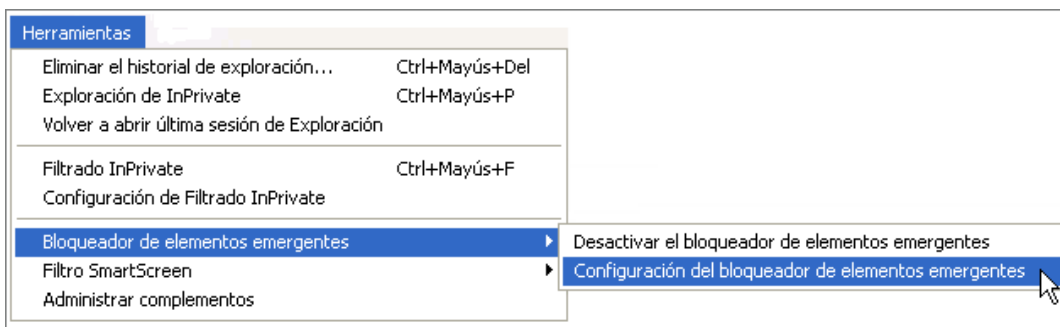 Herramientas
Eliminar el historial de exploración... Ctrl+Mayús+Del
Exploración de InPrivate Ctrl+Mayús+P
Volver a abrir última sesión de Exploración
Filtrado InPrivate Ctrl+Mayús+F
Configuración de Filtrado InPrivate
Bloqueador de elementos emergentes
Desactivar el bloqueador de elementos emergentes
Filtro SmartScreen
Configuración del bloqueador de elementos emergentes
Administrar complementos